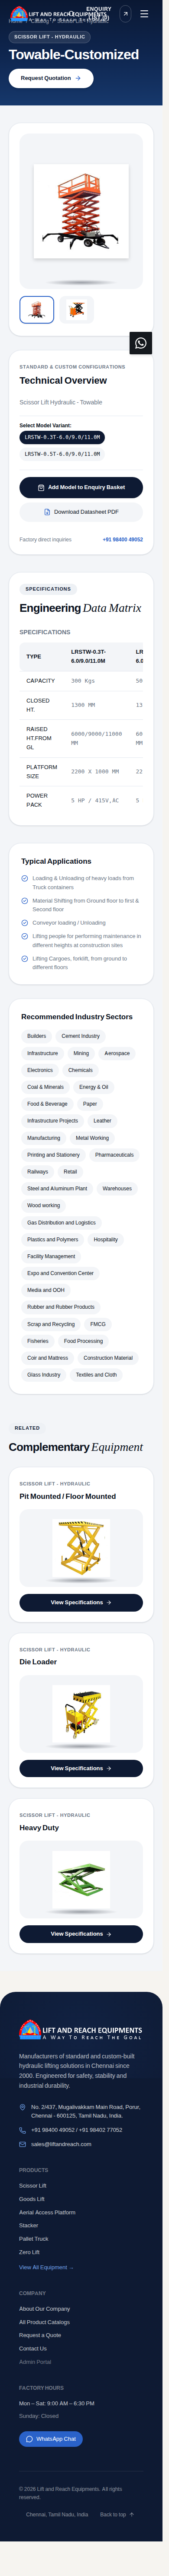 LIFT AND REACH EQUIPMENTS
ENQUIRY
SCISSOR LIFT - HYDRAULIC
Towable-Customized
Request Quotation
STANDARD & CUSTOM CONFIGURATIONS
Technical Overview
Scissor Lift Hydraulic - Towable
Select Model Variant:
LRSTW-0.3T-6.0/9.0/11.0M
LRSTW-0.5T-6.0/9.0/11.0M
Add Model to Enquiry Basket
Download Datasheet PDF
Factory direct inquiries +91 98400 49052
SPECIFICATIONS
Engineering Data Matrix
SPECIFICATIONS
TYPE LRSTW-0.3T-6.0/9.0/11.0M
CAPACITY 300 Kgs 50
CLOSED HT. 1300 MM 13
RAISED HT.FROM GL 6000/9000/11000 MM 60 MM
PLATFORM SIZE 2200 X 1000 MM 22
POWER PACK 5 HP / 415V,AC 5
Typical Applications
Loading & Unloading of heavy loads from Truck containers
Material Shifting from Ground floor to first & Second floor
Conveyor loading / Unloading
Lifting people for performing maintenance in different heights at construction sites
Lifting Cargoes, forklift, from ground to different floors
Recommended Industry Sectors
Builders Cement Industry
Infrastructure Mining Aerospace
Electronics Chemicals
Coal & Minerals Energy & Oil
Food & Beverage Paper
Infrastructure Projects Leather
Manufacturing Metal Working
Printing and Stationery Pharmaceuticals
Railways Retail
Steel and Aluminum Plant Warehouses
Wood working
Gas Distribution and Logistics
Plastics and Polymers Hospitality
Facility Management
Expo and Convention Center
Media and OOH
Rubber and Rubber Products
Scrap and Recycling FMCG
Fisheries Food Processing
Coir and Mattress Construction Material
Glass Industry Textiles and Cloth
RELATED
Complementary Equipment
SCISSOR LIFT - HYDRAULIC
Pit Mounted / Floor Mounted
View Specifications
SCISSOR LIFT - HYDRAULIC
Die Loader
View Specifications
SCISSOR LIFT - HYDRAULIC
Heavy Duty
View Specifications
LIFT AND REACH EQUIPMENTS
A Way To Reach The Goal
Manufacturers of standard and custom-built
hydraulic lifting solutions in Chennai since
2000. Engineered for safety, stability and
industrial durability.
No. 2/437, Mugalivakkam Main Road, Porur,
Chennai - 600125, Tamil Nadu, India.
+91 98400 49052 / +91 98402 77052
sales@liftandreach.com
PRODUCTS
Scissor Lift
Goods Lift
Aerial Access Platform
Stacker
Pallet Truck
Zero Lift
View All Equipment →
COMPANY
About Our Company
All Product Catalogs
Request a Quote
Contact Us
Admin Portal
FACTORY HOURS
Mon – Sat: 9:00 AM – 6:30 PM
Sunday: Closed
WhatsApp Chat
© 2026 Lift and Reach Equipments. All rights
reserved.
Chennai, Tamil Nadu, India Back to top